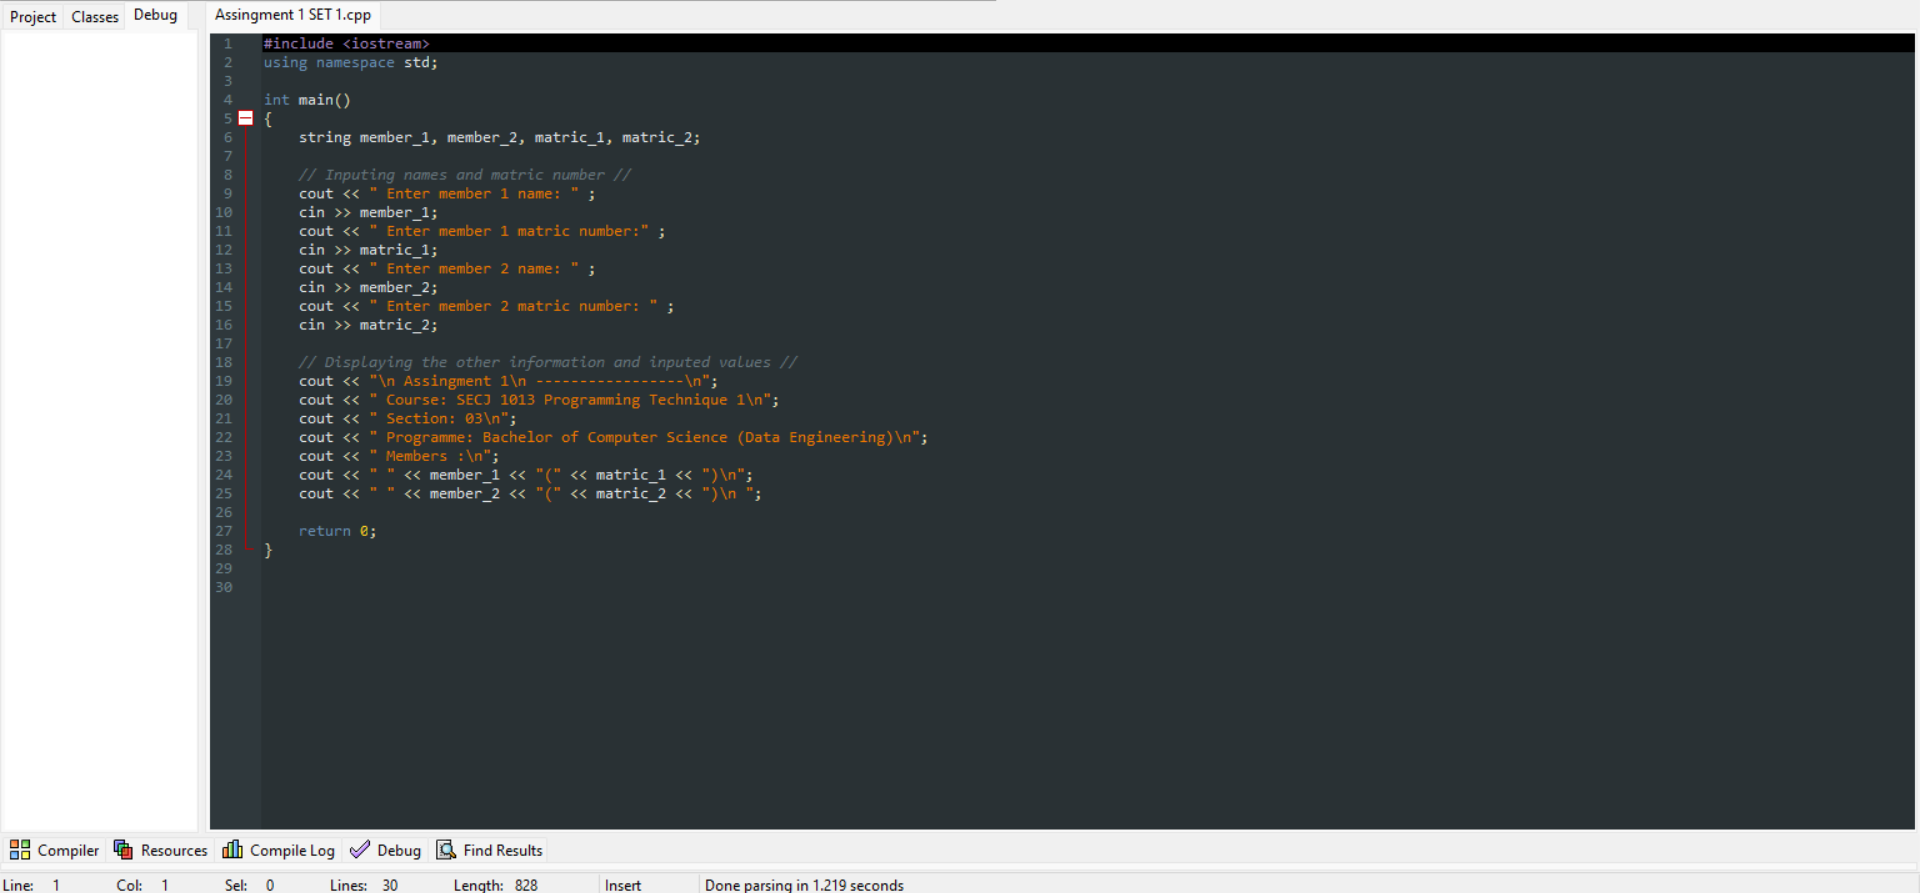 Project Classes Debug Assingment 1 SET 1.cpp
1 #include <iostream>
2 using namespace std;
3
4 int main()
5 {
6 string member_1, member_2, matric_1, matric_2;
7
8 // Inputing names and matric number //
9 cout << " Enter member 1 name: " ;
10 cin >> member_1;
11 cout << " Enter member 1 matric number:" ;
12 cin >> matric_1;
13 cout << " Enter member 2 name: " ;
14 cin >> member_2;
15 cout << " Enter member 2 matric number: " ;
16 cin >> matric_2;
17
18 // Displaying the other information and inputed values //
19 cout << "\n Assingment 1\n -----------------\n";
20 cout << " Course: SECJ 1013 Programming Technique 1\n";
21 cout << " Section: 03\n";
22 cout << " Programme: Bachelor of Computer Science (Data Engineering)\n";
23 cout << " Members :\n";
24 cout << " " << member_1 << "(" << matric_1 << ")\n";
25 cout << " " << member_2 << "(" << matric_2 << ")\n ";
26
27 return 0;
28 }
29
30
Compiler Resources Compile Log Debug Find Results
Line: 1 Col: 1 Sel: 0 Lines: 30 Length: 828 Insert Done parsing in 1.219 seconds